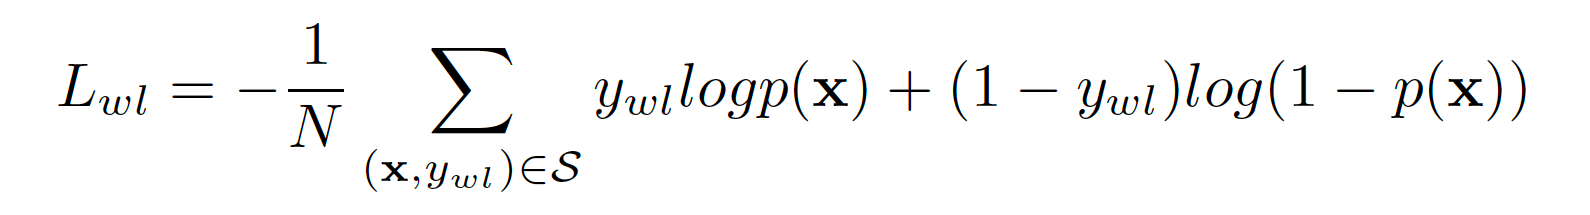 L_{wl} = -\frac{1}{N} \sum_{(\mathbf{x},y_{wl})\in\mathcal{S}} y_{wl}logp(\mathbf{x}) + (1 - y_{wl})log(1 - p(\mathbf{x}))